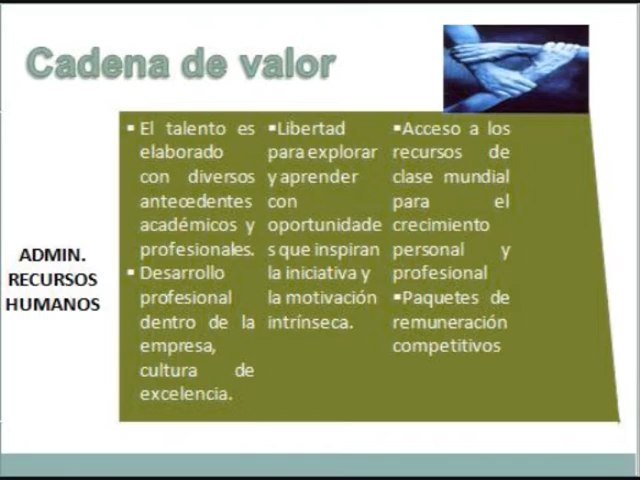 Cadena de valor
ADMIN.
RECURSOS
HUMANOS
▪ El talento es
elaborado
con diversos
antecedentes
académicos y
profesionales.
▪ Desarrollo
profesional
dentro de la
empresa,
cultura de
excelencia.
▪Libertad
para explorar
y aprender
con
oportunidade
s que inspiran
la iniciativa y
la motivación
intrínseca.
▪Acceso a los
recursos de
clase mundial
para el
crecimiento
personal y
profesional
▪Paquetes de
remuneración
competitivos